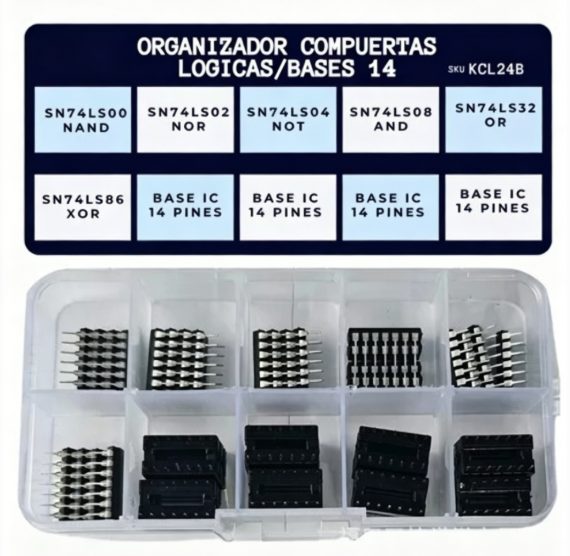 ORGANIZADOR COMPUERTAS
LOGICAS/BASES 14
SKU KCL24B
SN74LS00
NAND
SN74LS02
NOR
SN74LS04
NOT
SN74LS08
AND
SN74LS32
OR
SN74LS86
XOR
BASE IC
14 PINES
BASE IC
14 PINES
BASE IC
14 PINES
BASE IC
14 PINES